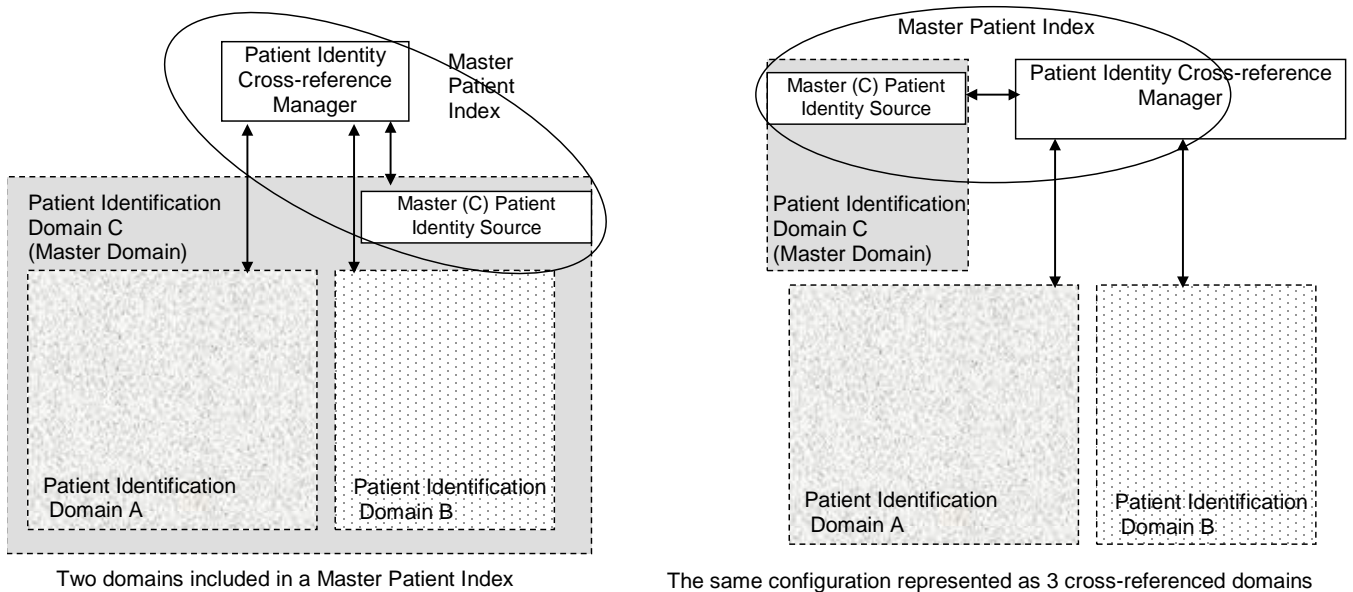 Patient Identity
Cross-reference
Manager
Master
Patient
Index
Patient Identification
Domain C
(Master Domain)
Master (C) Patient
Identity Source
Patient Identification
Domain A
Patient Identification
Domain B
Two domains included in a Master Patient Index
Master Patient Index
Master (C) Patient
Identity Source
Patient Identity Cross-reference
Manager
Patient Identification
Domain C
(Master Domain)
Patient Identification
Domain A
Patient Identification
Domain B
The same configuration represented as 3 cross-referenced domains